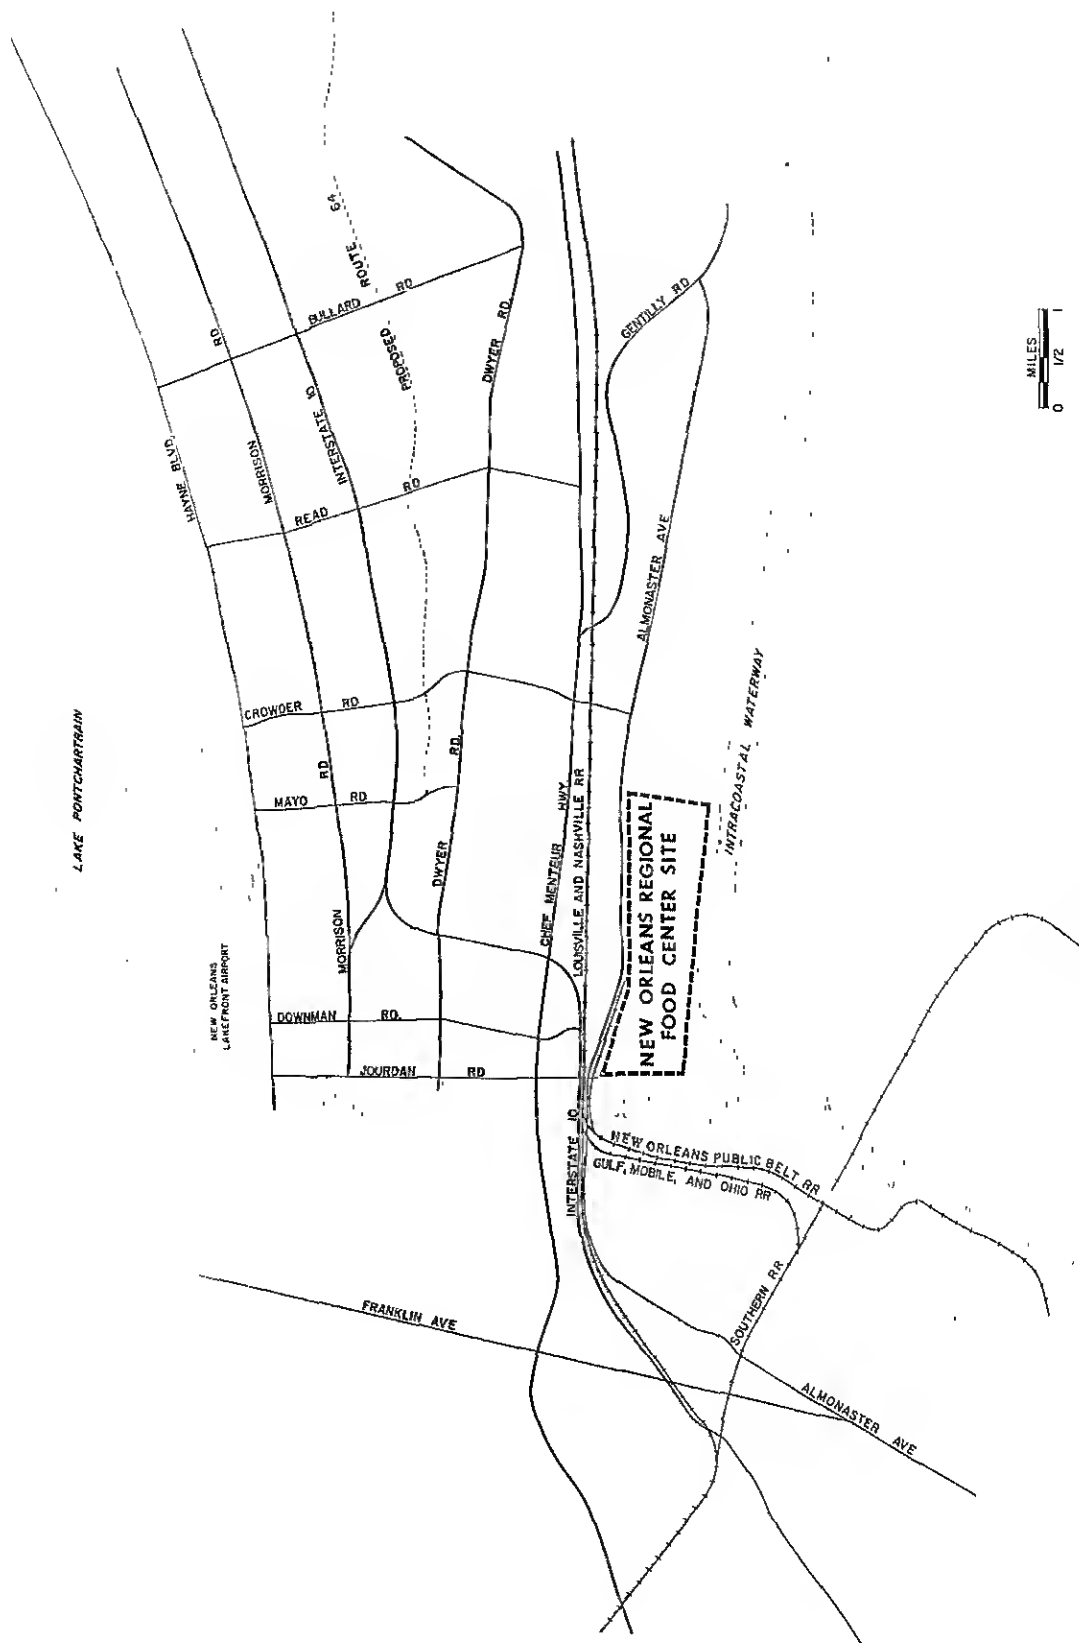 LAKE PONTCHARTRAIN
NEW ORLEANS
LAKEFRONT AIRPORT
HAYNE BLVD.
MORRISON
RD
INTERSTATE 10
BULLARD
RD
PROPOSED
ROUTE
64
DWYER
RD.
READ
RD
GENTILLY RD
ALMONASTER AVE
CROWDER
RD
MAYO
RD
RD
MORRISON
DWYER
RD.
CHEF MENTEUR
HWY.
LOUISVILLE AND NASHVILLE RR
NEW ORLEANS REGIONAL
FOOD CENTER SITE
INTRACOASTAL WATERWAY
DOWNMAN
RD.
JOURDAN
RD
INTERSTATE 10
NEW ORLEANS PUBLIC BELT RR
GULF, MOBILE, AND OHIO RR
SOUTHERN RR
FRANKLIN AVE
ALMONASTER AVE
MILES
0 1/2 1